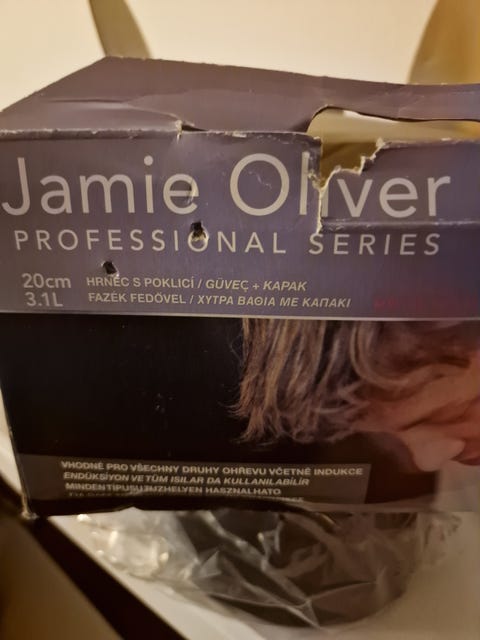 Jamie Oliver
PROFESSIONAL SERIES
20cm
3.1L
HRNEC S POKLICÍ / GÜVEÇ + KAPAK
FAZÉK FEDŐVEL / ΧΥΤΡΑ ΒΑΘΙΑ ΜΕ ΚΑΠΑΚΙ
VHODNÉ PRO VŠECHNY DRUHY OHŘEVU VČETNĚ INDUKCE
ENDÜKSİYON VE TÜM ISILAR DA KULLANILABİLİR
MINDEN TIPUSU TŰZHELYEN HASZNÁLHATÓ